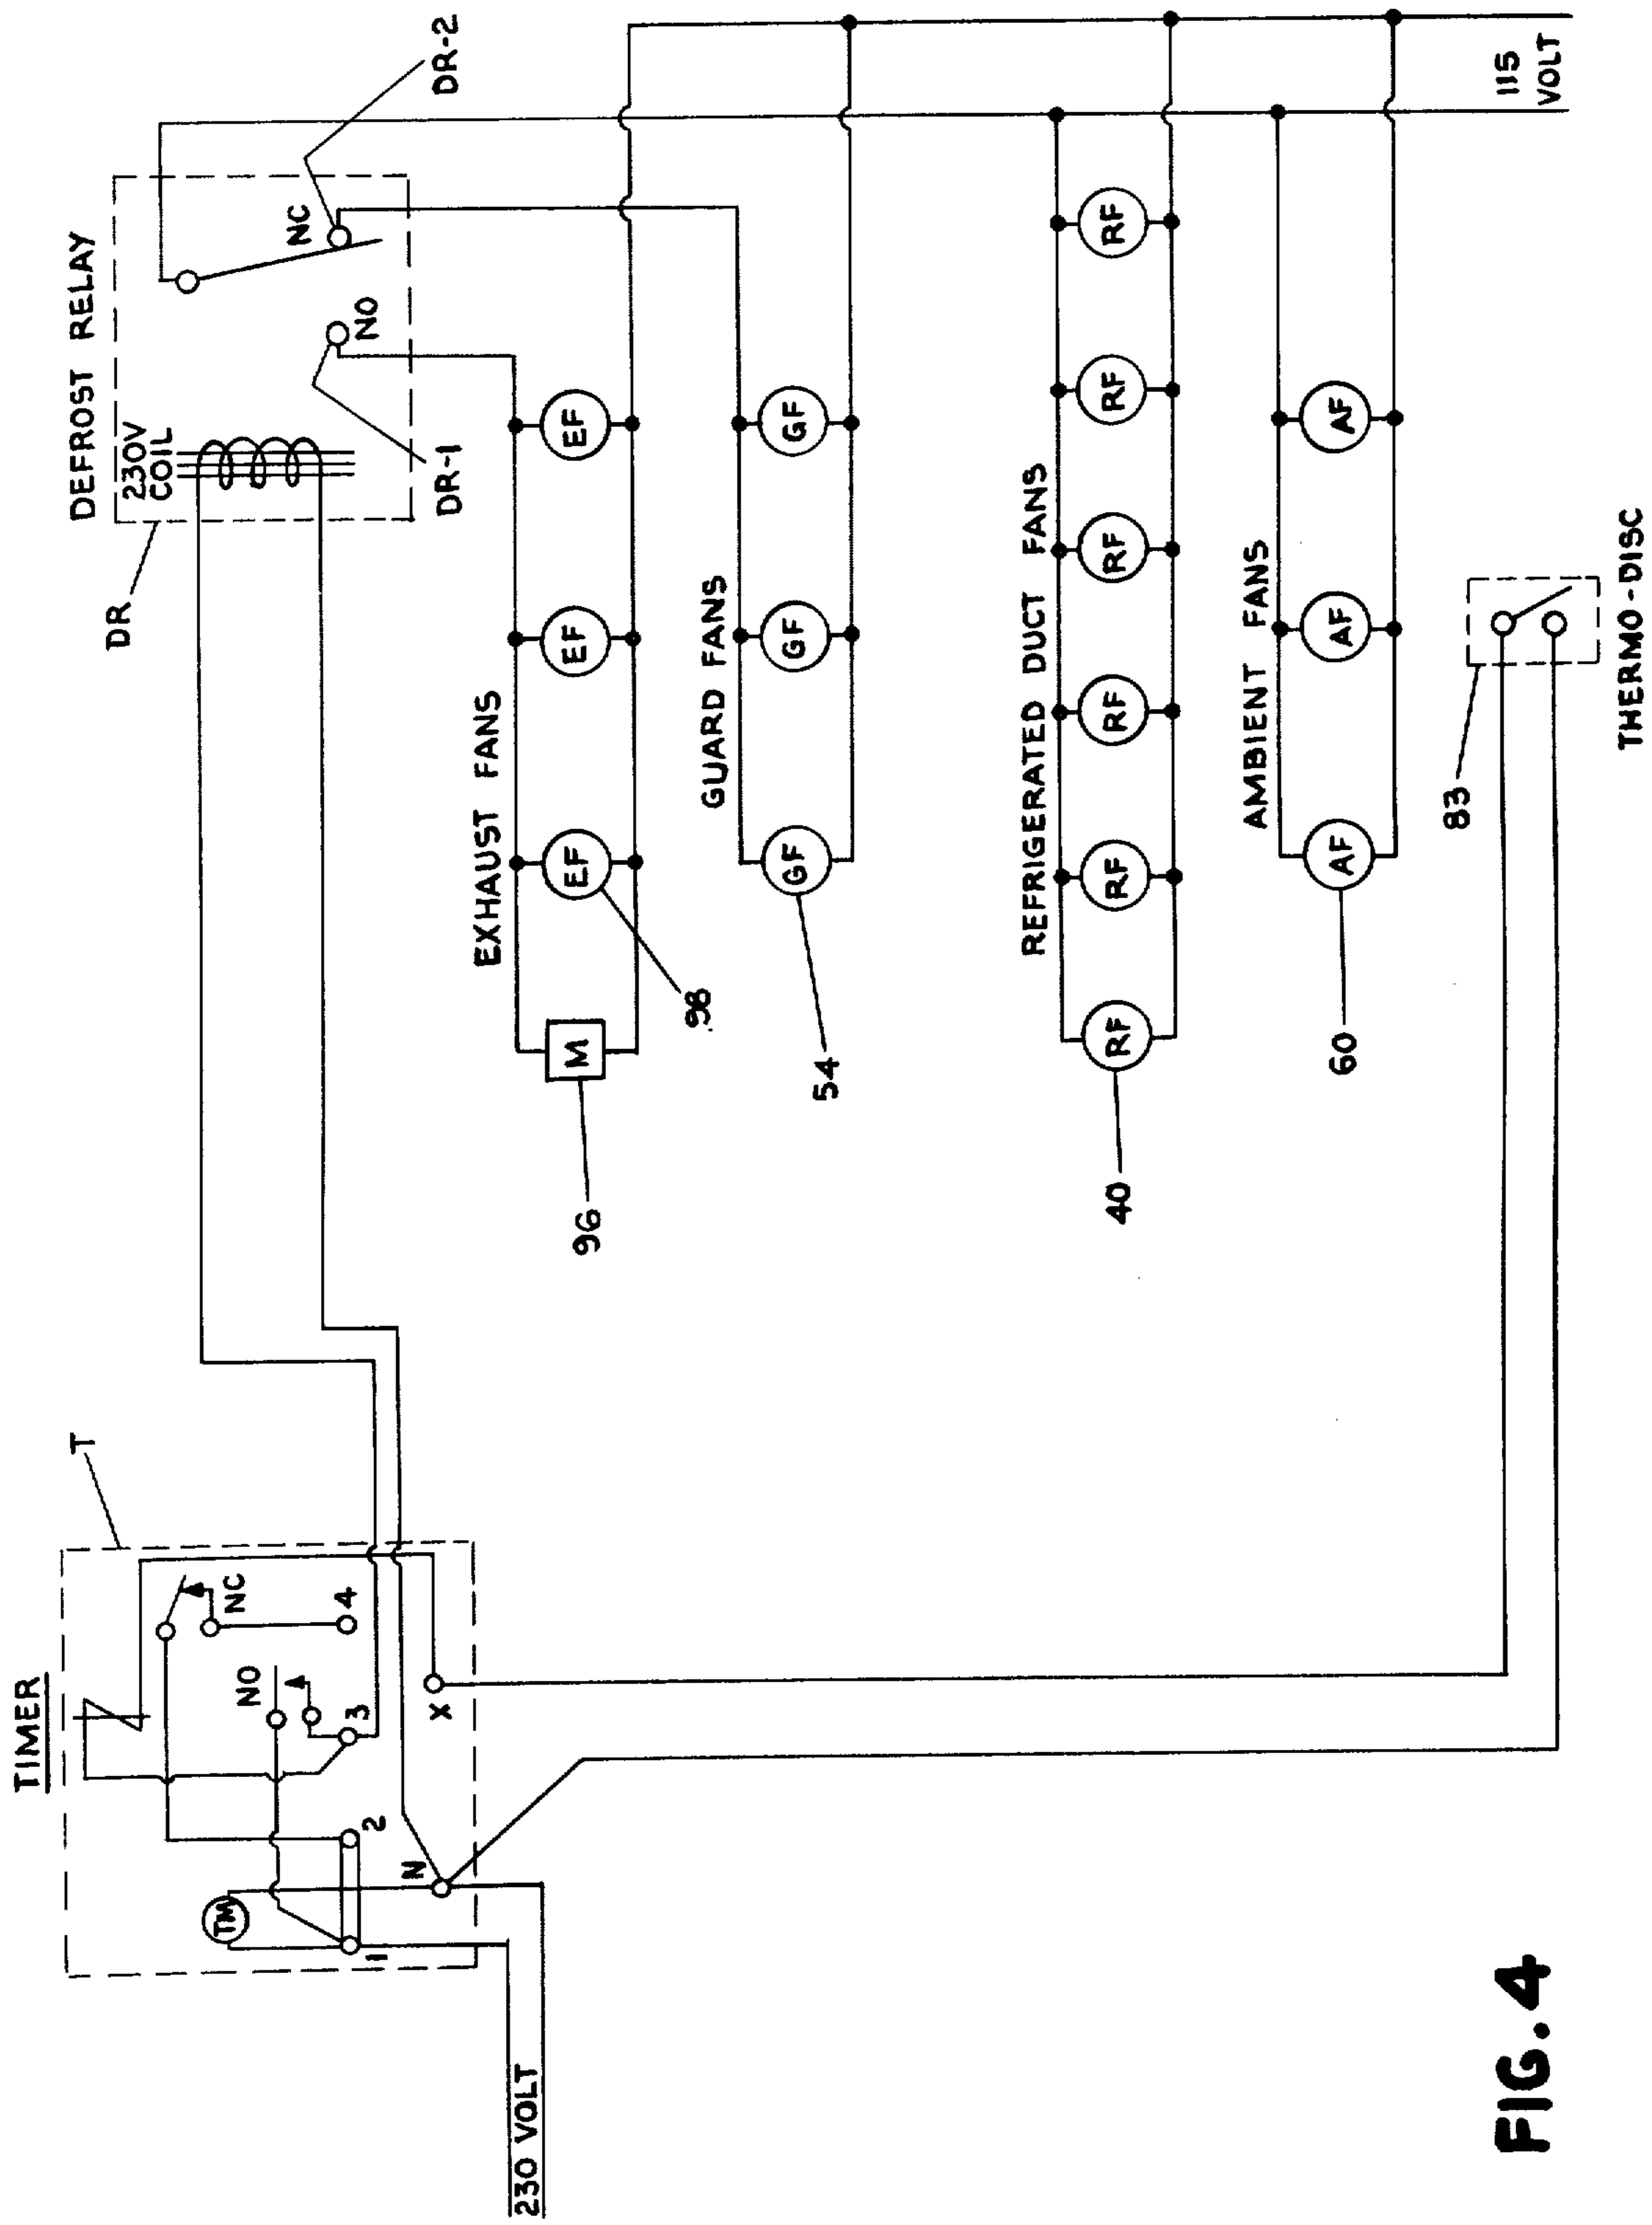 TIMER
T
NO
NC
TM
1
2
3
4
N
X
230 VOLT
DEFROST RELAY
DR
230V
COIL
NC
NO
DR-1
DR-2
EXHAUST FANS
M
EF
EF
EF
96
98
GUARD FANS
GF
GF
GF
54
REFRIGERATED DUCT FANS
RF
RF
RF
RF
RF
RF
40
AMBIENT FANS
AF
AF
AF
60
115
VOLT
83
THERMO-DISC
FIG. 4